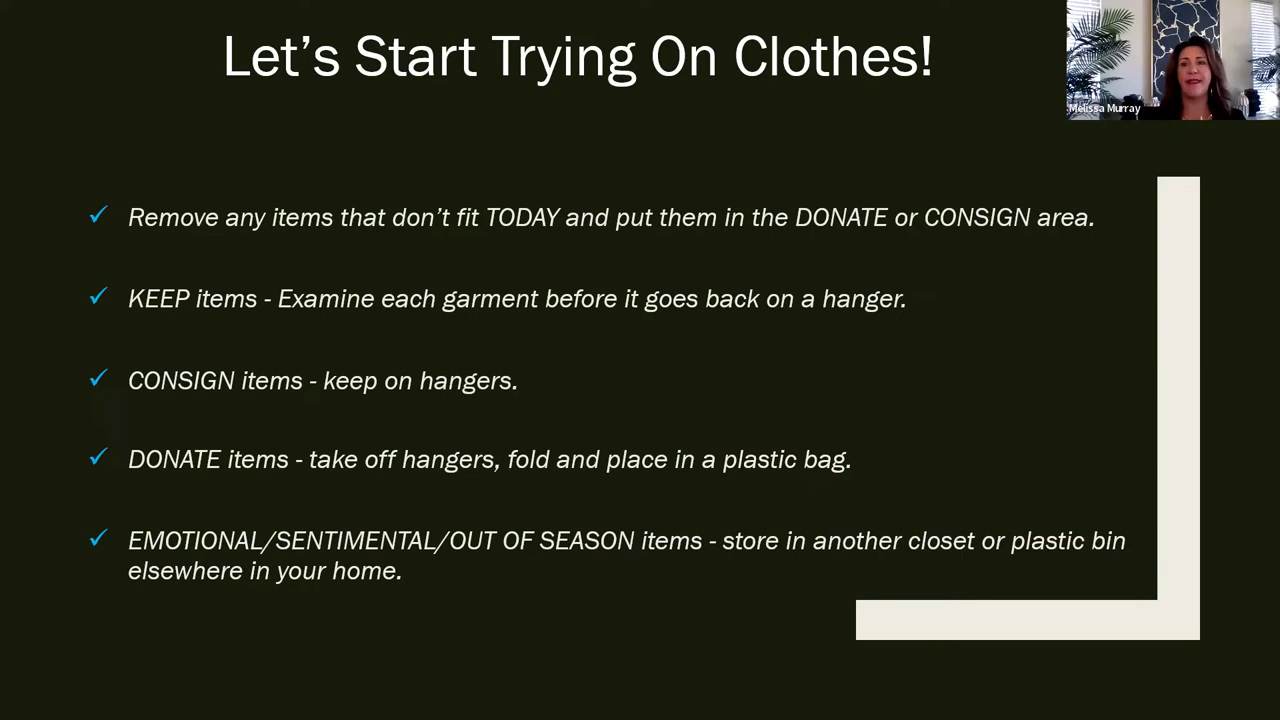 Let’s Start Trying On Clothes!
Melissa Murray
Remove any items that don’t fit TODAY and put them in the DONATE or CONSIGN area.
KEEP items - Examine each garment before it goes back on a hanger.
CONSIGN items - keep on hangers.
DONATE items - take off hangers, fold and place in a plastic bag.
EMOTIONAL/SENTIMENTAL/OUT OF SEASON items - store in another closet or plastic bin
elsewhere in your home.